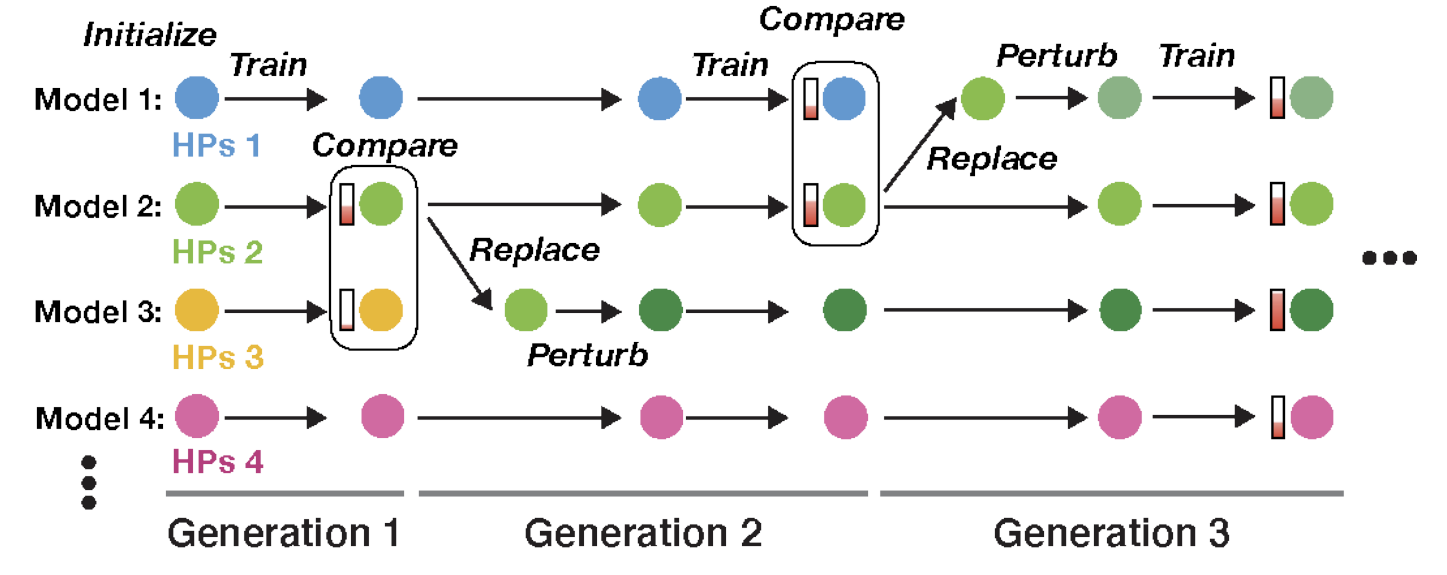 Compare
Initialize
Train
Train
Perturb
Train
Model 1:
HPs 1
Compare
Replace
Model 2:
HPs 2
Replace
Model 3:
HPs 3
Perturb
Model 4:
HPs 4
Generation 1
Generation 2
Generation 3